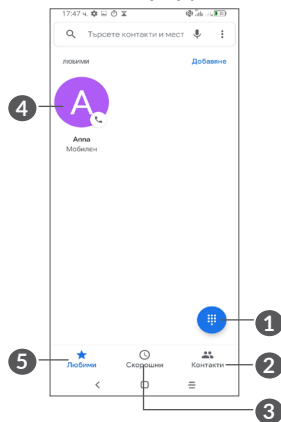 17:47 ч.
Търсете контакти и мест
ЛЮБИМИ Добавяне
4
A
Anna
Мобилен
1
5 Любими Скорошни Контакти 2
3